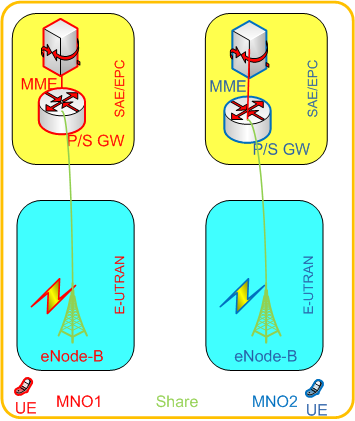 MME
SAE/EPC
P/S GW
MME
SAE/EPC
P/S GW
E-UTRAN
eNode-B
E-UTRAN
eNode-B
UE
MNO1
Share
MNO2
UE